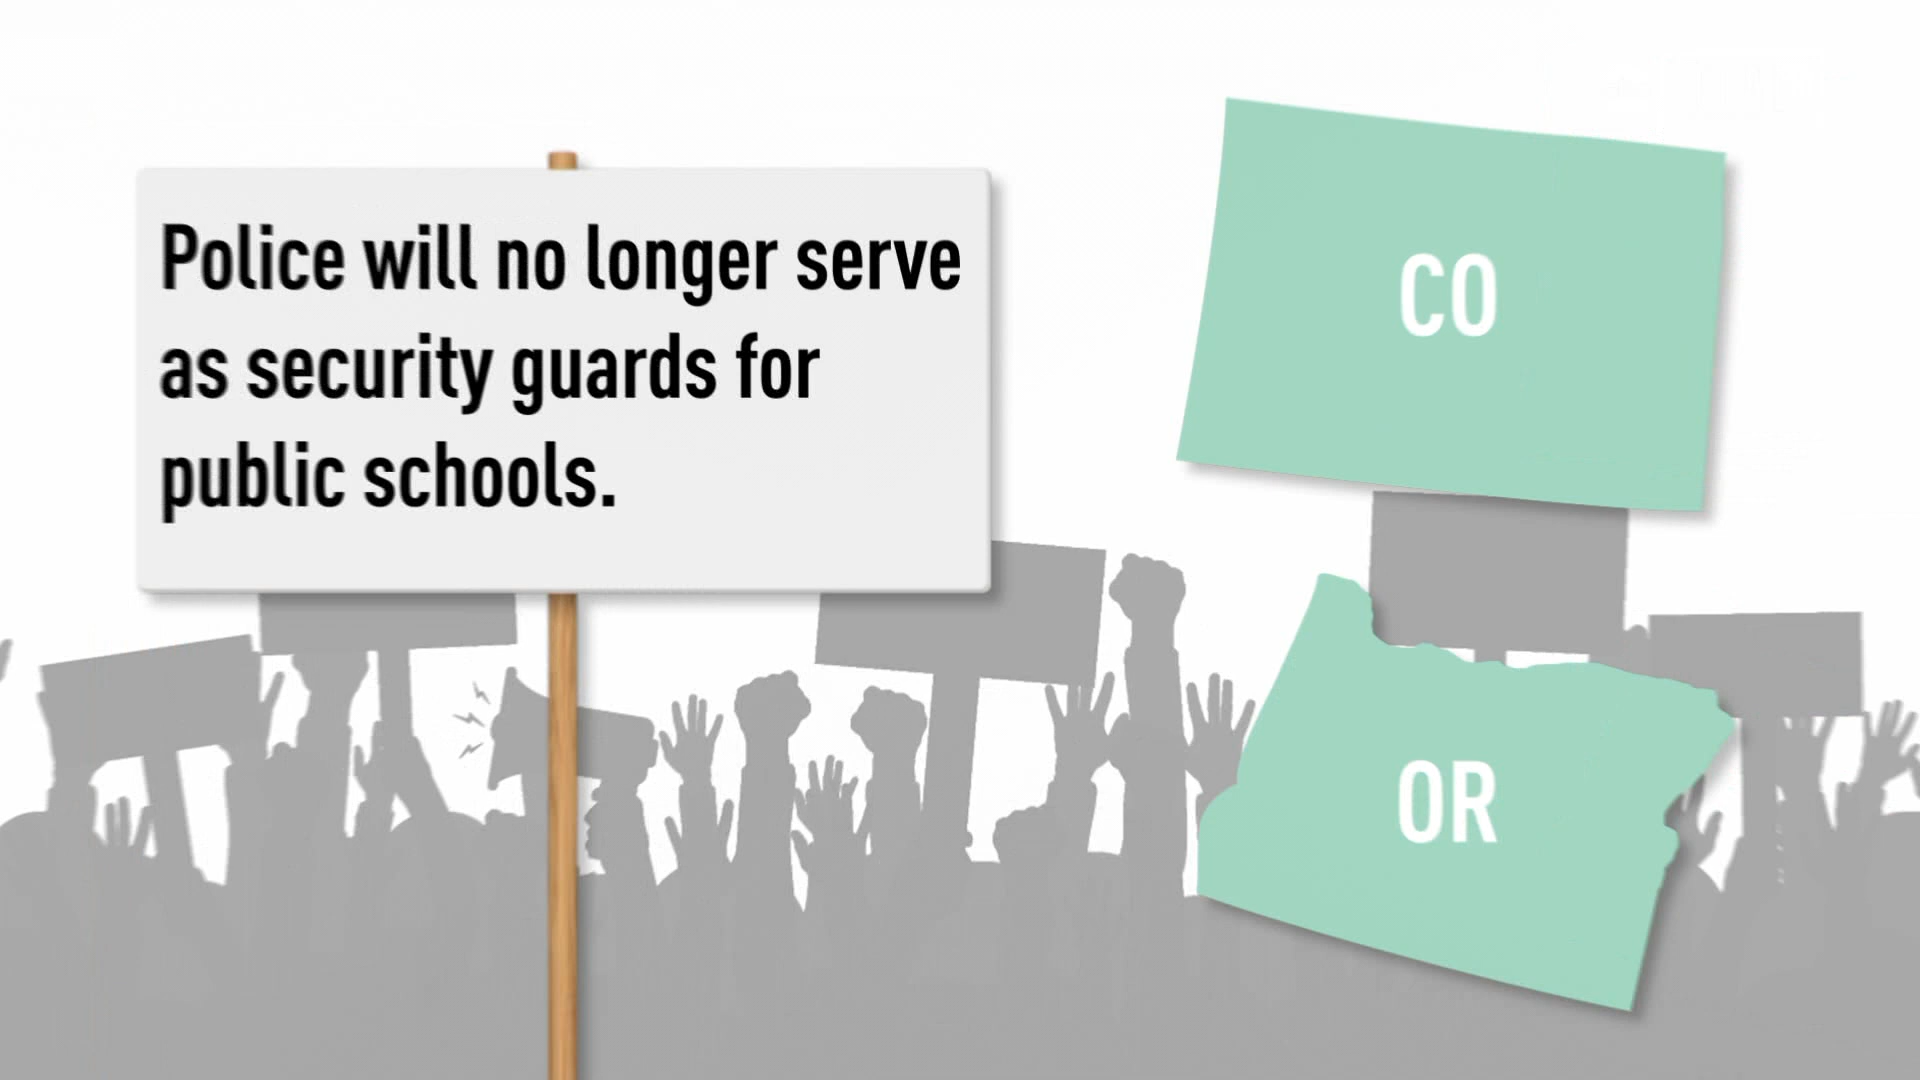 Police will no longer serve
as security guards for
public schools.
CO
OR